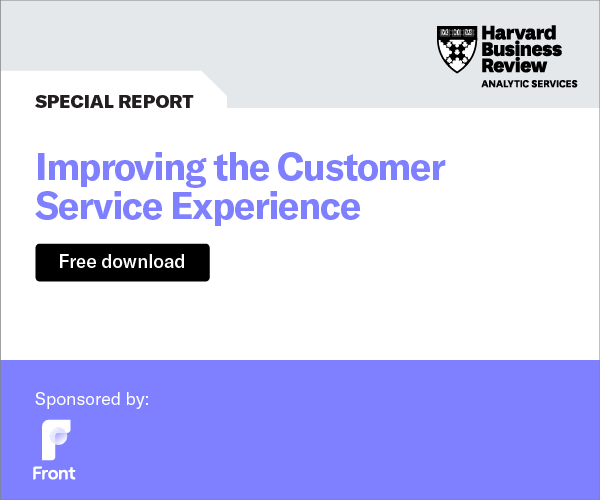 Harvard
Business
Review
ANALYTIC SERVICES
SPECIAL REPORT
Improving the Customer
Service Experience
Free download
Sponsored by:
Front